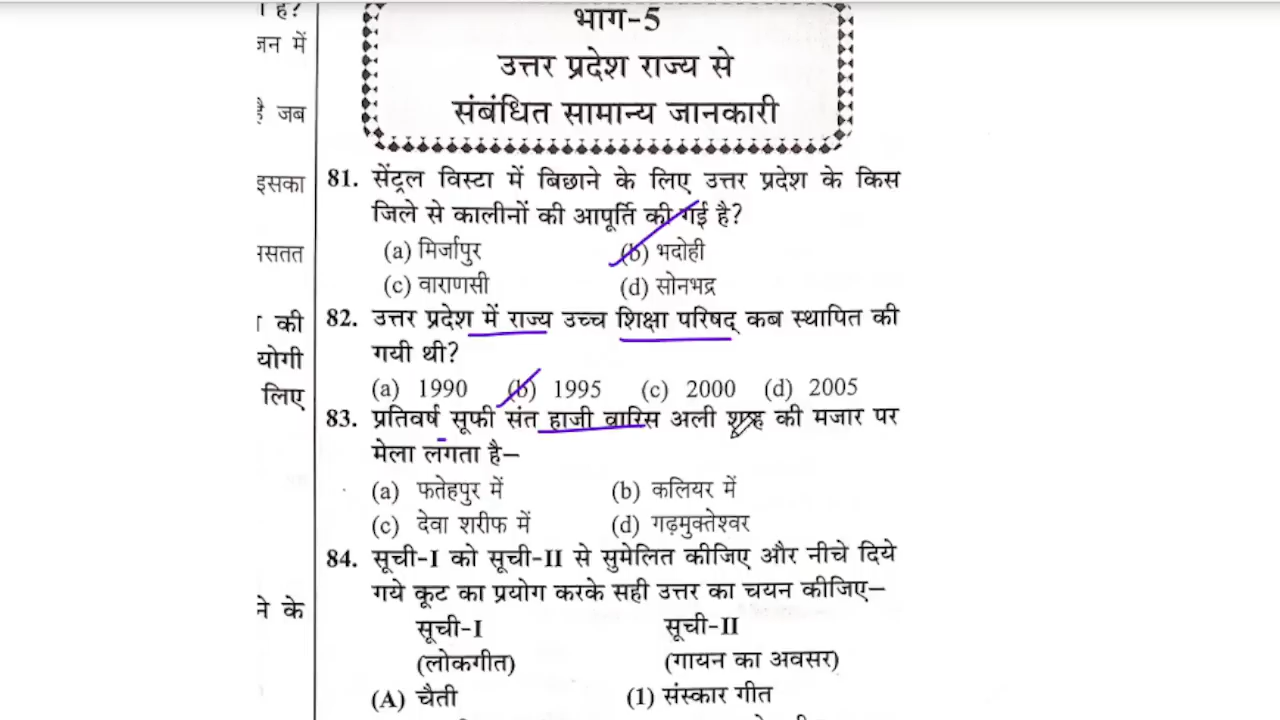 है?
जन में
है जब
इसका
की
योगी
लिए
ने के
भाग-5
उत्तर प्रदेश राज्य से
संबंधित सामान्य जानकारी
81. सेंट्रल विस्टा में बिछाने के लिए उत्तर प्रदेश के किस
जिले से कालीनों की आपूर्ति की गई है?
(a) मिर्जापुर (b) भदोही
(c) वाराणसी (d) सोनभद्र
82. उत्तर प्रदेश में राज्य उच्च शिक्षा परिषद् कब स्थापित की
गयी थी?
(a) 1990 (b) 1995 (c) 2000 (d) 2005
83. प्रतिवर्ष सूफी संत हाजी वारिस अली शाह की मजार पर
मेला लगता है–
(a) फतेहपुर में (b) कलियर में
(c) देवा शरीफ में (d) गढ़मुक्तेश्वर
84. सूची-I को सूची-II से सुमेलित कीजिए और नीचे दिये
गये कूट का प्रयोग करके सही उत्तर का चयन कीजिए–
सूची-I सूची-II
(लोकगीत) (गायन का अवसर)
(A) चैती (1) संस्कार गीत